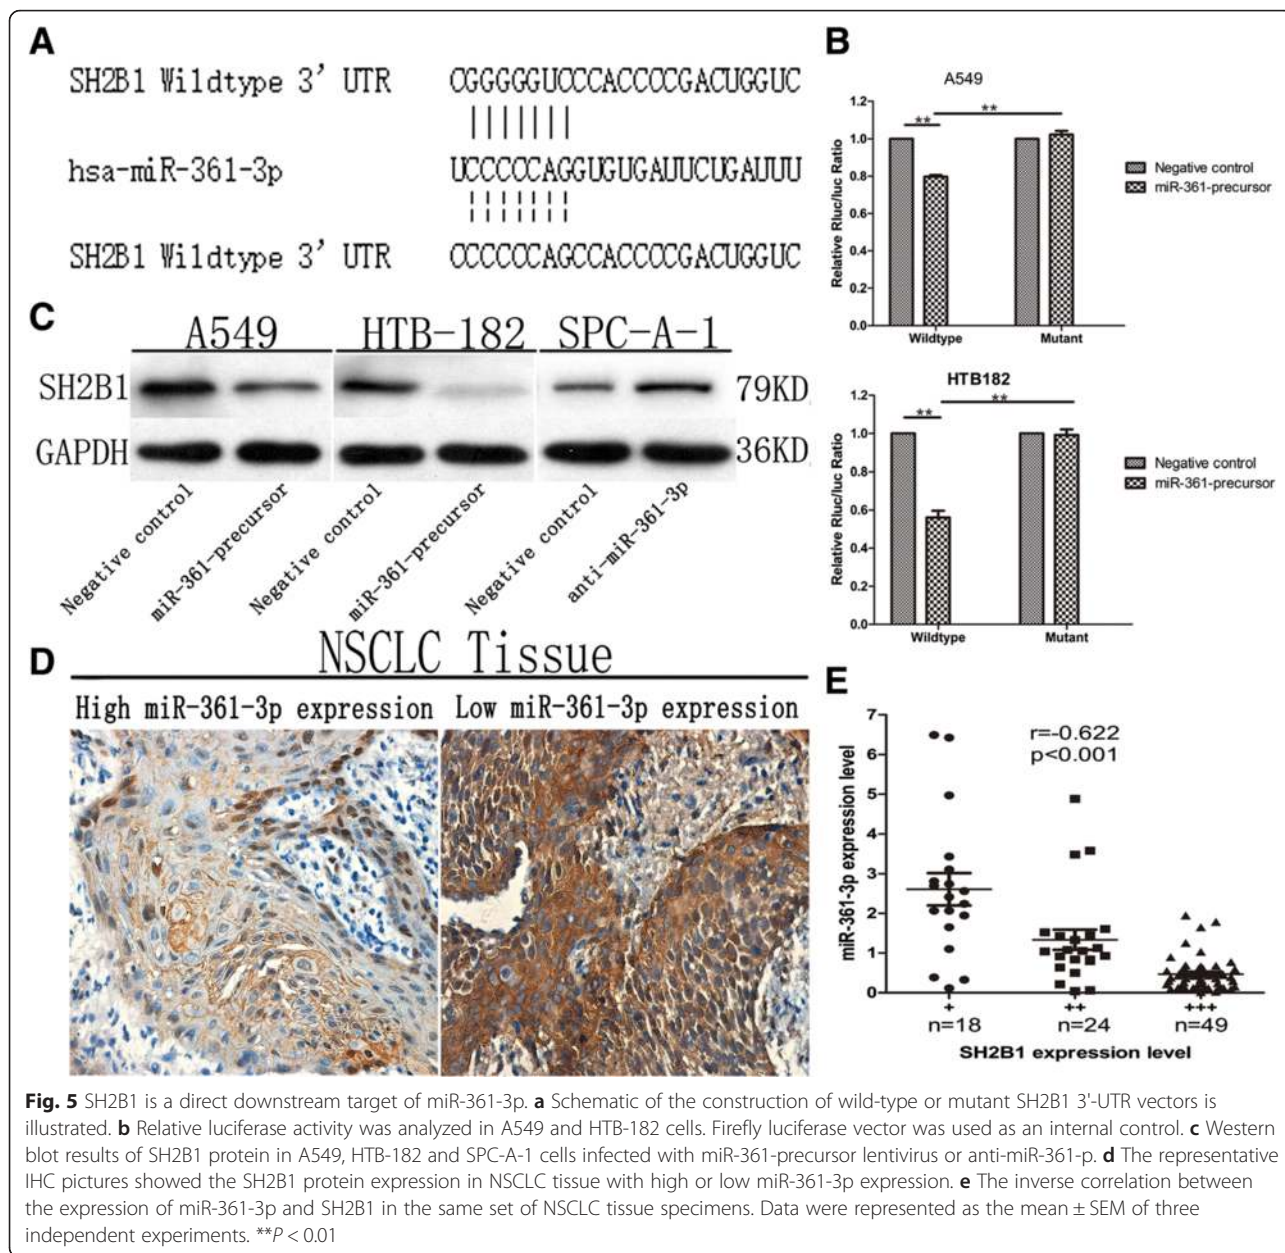 A
SH2B1 Wildtype 3' UTR CGGGGGUCCCACCCCGACUGGUC
hsa-miR-361-3p UCCCCCAGGUGUGAUUCUGAUUU
SH2B1 Wildtype 3' UTR CCCCCCAGCCACCCCGACUGGUC
B
A549
Relative Rluc/luc Ratio
1.2
1.0
0.8
0.6
0.4
0.2
0.0
**
**
Wildtype
Mutant
Negative control
miR-361-precursor
HTB182
Relative Rluc/luc Ratio
1.2
1.0
0.8
0.6
0.4
0.2
0.0
**
**
Wildtype
Mutant
Negative control
miR-361-precursor
C
A549 HTB-182 SPC-A-1
SH2B1 79KD
GAPDH 36KD
Negative control
miR-361-precursor
Negative control
miR-361-precursor
Negative control
anti-miR-361-3p
D
NSCLC Tissue
High miR-361-3p expression Low miR-361-3p expression
E
r=-0.622
p<0.001
miR-361-3p expression level
7
6
5
4
3
2
1
0
+ ++ +++
n=18 n=24 n=49
SH2B1 expression level
Fig. 5 SH2B1 is a direct downstream target of miR-361-3p. a Schematic of the construction of wild-type or mutant SH2B1 3'-UTR vectors is
illustrated. b Relative luciferase activity was analyzed in A549 and HTB-182 cells. Firefly luciferase vector was used as an internal control. c Western
blot results of SH2B1 protein in A549, HTB-182 and SPC-A-1 cells infected with miR-361-precursor lentivirus or anti-miR-361-p. d The representative
IHC pictures showed the SH2B1 protein expression in NSCLC tissue with high or low miR-361-3p expression. e The inverse correlation between
the expression of miR-361-3p and SH2B1 in the same set of NSCLC tissue specimens. Data were represented as the mean ± SEM of three
independent experiments. **P < 0.01